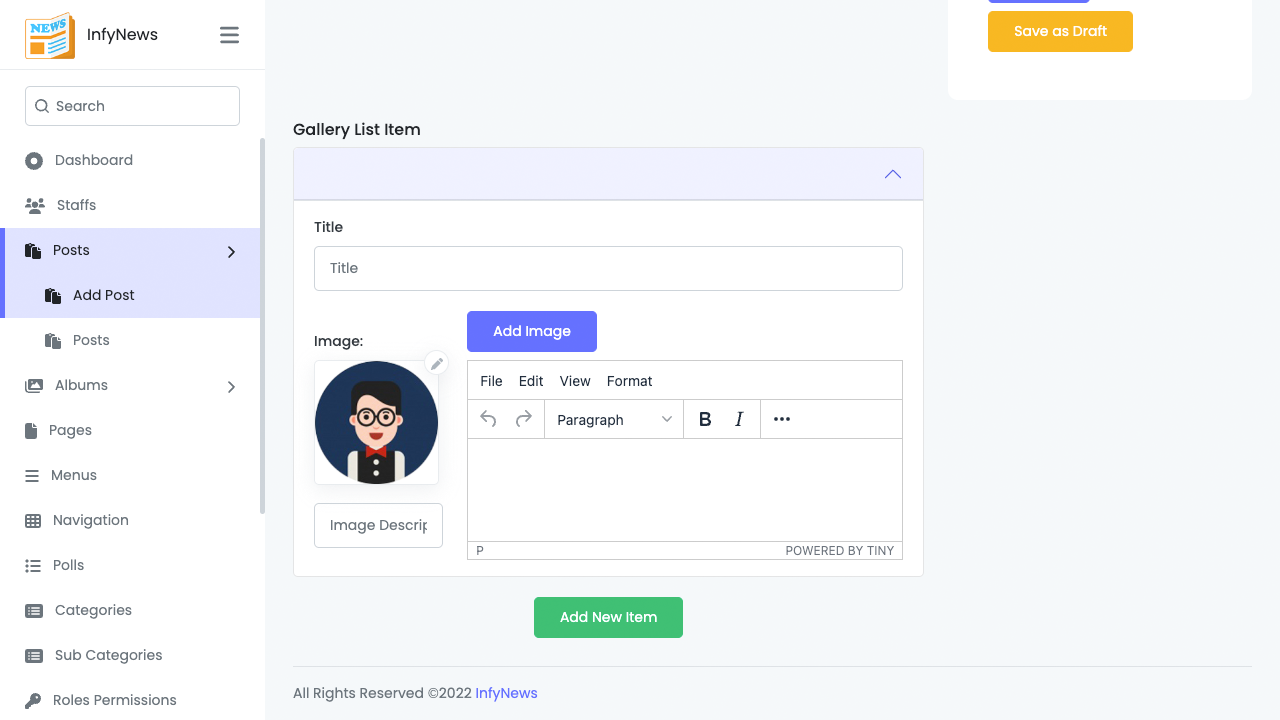 NEWS
InfyNews
Search
Dashboard
Staffs
Posts
Add Post
Posts
Albums
Pages
Menus
Navigation
Polls
Categories
Sub Categories
Roles Permissions
Save as Draft
Gallery List Item
Title
Title
Image:
Add Image
File Edit View Format
Paragraph B I
Image Descrip
P POWERED BY TINY
Add New Item
All Rights Reserved ©2022 InfyNews